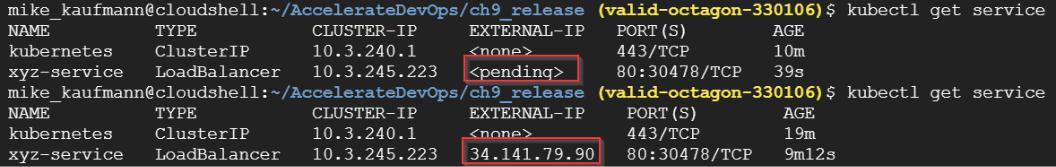 mike_kaufmann@cloudshell:~/AccelerateDevOps/ch9_release (valid-octagon-330106)$ kubectl get service
NAME TYPE CLUSTER-IP EXTERNAL-IP PORT(S) AGE
kubernetes ClusterIP 10.3.240.1 <none> 443/TCP 10m
xyz-service LoadBalancer 10.3.245.223 <pending> 80:30478/TCP 39s
mike_kaufmann@cloudshell:~/AccelerateDevOps/ch9_release (valid-octagon-330106)$ kubectl get service
NAME TYPE CLUSTER-IP EXTERNAL-IP PORT(S) AGE
kubernetes ClusterIP 10.3.240.1 <none> 443/TCP 19m
xyz-service LoadBalancer 10.3.245.223 34.141.79.90 80:30478/TCP 9m12s